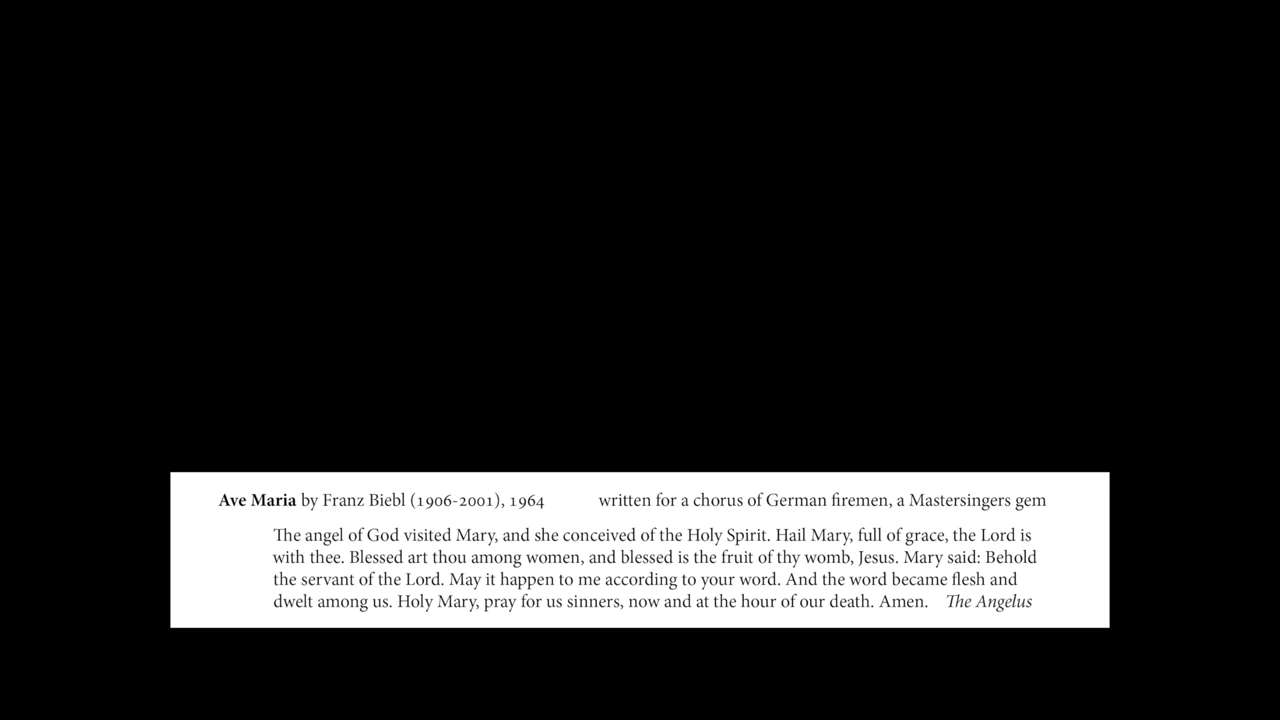 Ave Maria by Franz Biebl (1906-2001), 1964 written for a chorus of German firemen, a Mastersingers gem
The angel of God visited Mary, and she conceived of the Holy Spirit. Hail Mary, full of grace, the Lord is
with thee. Blessed art thou among women, and blessed is the fruit of thy womb, Jesus. Mary said: Behold
the servant of the Lord. May it happen to me according to your word. And the word became flesh and
dwelt among us. Holy Mary, pray for us sinners, now and at the hour of our death. Amen. The Angelus